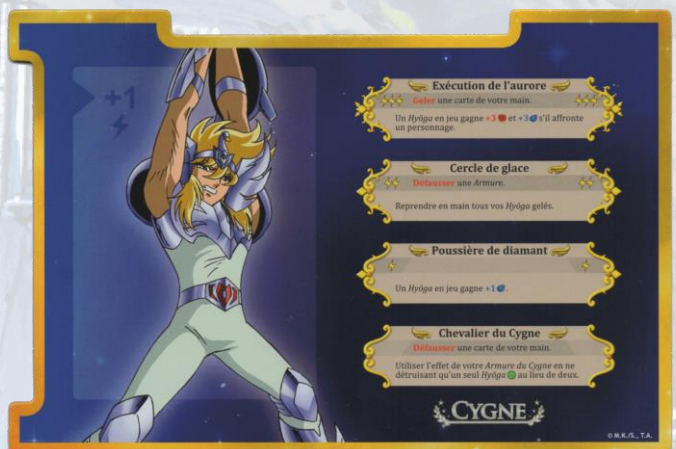 +1
Exécution de l'aurore
Geler une carte de votre main.
Un Hyôga en jeu gagne +3 et +3 s'il affronte
un personnage.
Cercle de glace
Défausser une Armure.
Reprendre en main tous vos Hyôga gelés.
Poussière de diamant
Un Hyôga en jeu gagne +1.
Chevalier du Cygne
Défausser une carte de votre main.
Utiliser l'effet de votre Armure du Cygne en ne
détruisant qu'un seul Hyôga au lieu de deux.
CYGNE
© M.K./S., T.A.